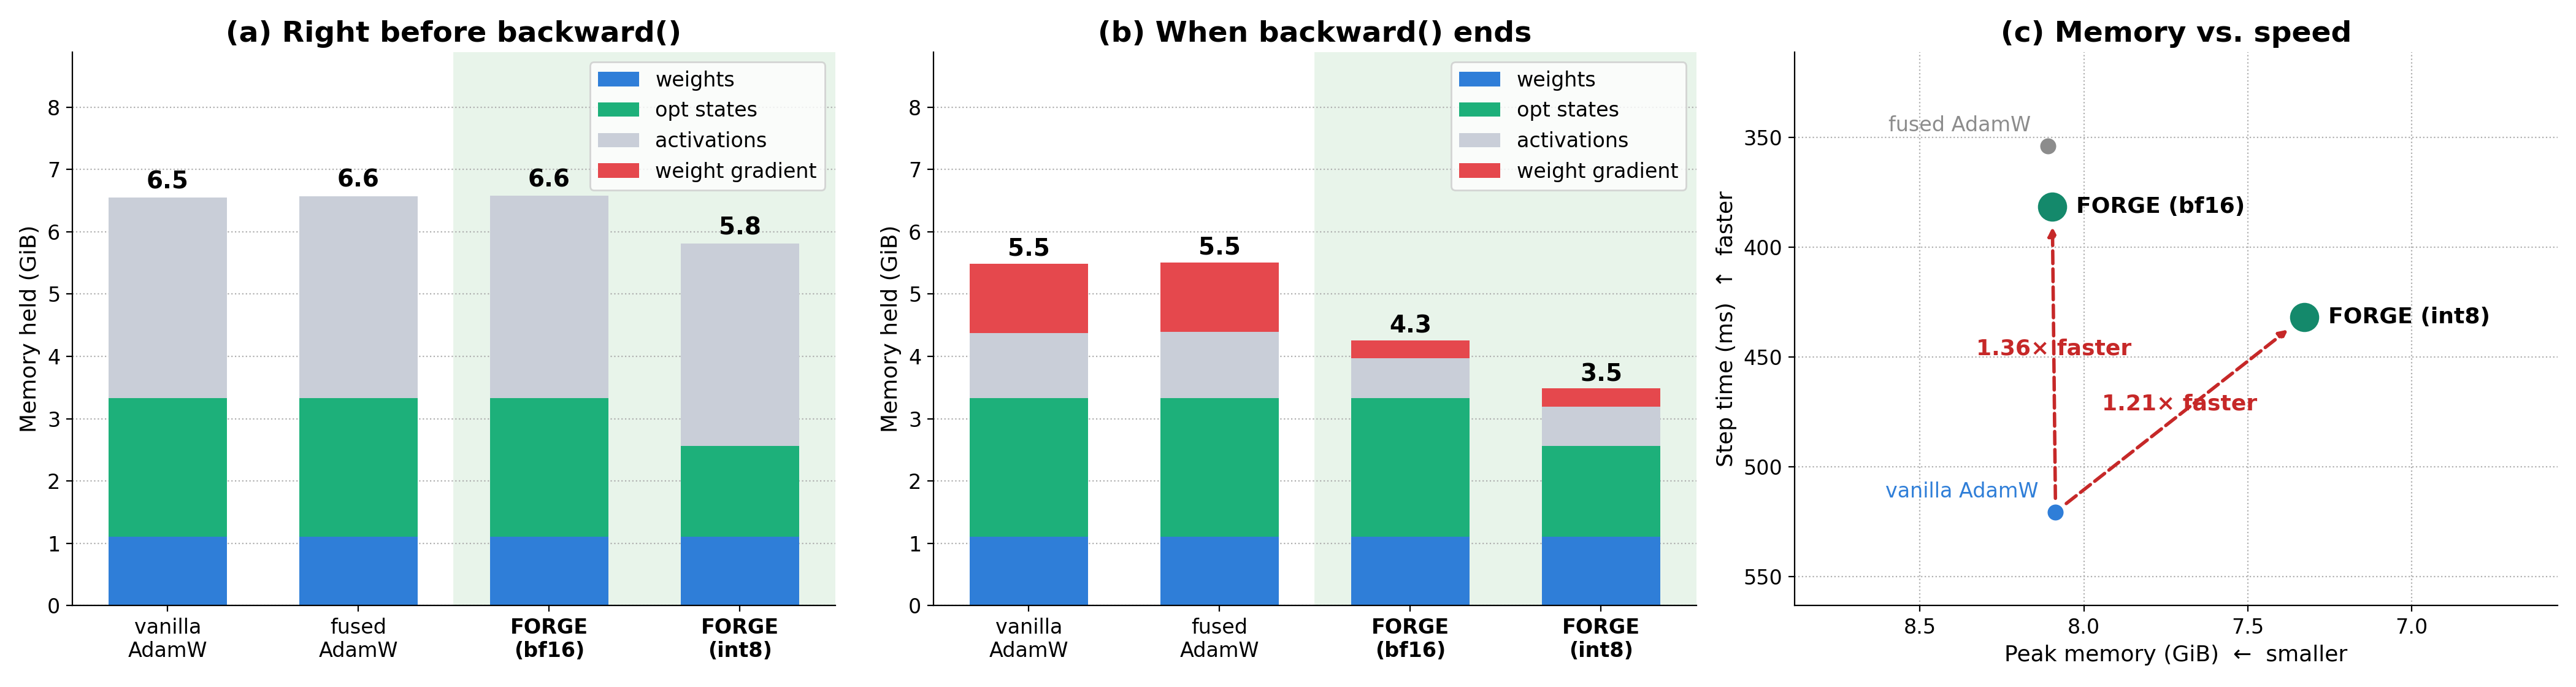 (a) Right before backward()
Memory held (GiB)
8
7
6
5
4
3
2
1
0
weights
opt states
activations
weight gradient
6.5
6.6
6.6
5.8
vanilla
AdamW
fused
AdamW
FORGE
(bf16)
FORGE
(int8)
(b) When backward() ends
Memory held (GiB)
8
7
6
5
4
3
2
1
0
weights
opt states
activations
weight gradient
5.5
5.5
4.3
3.5
vanilla
AdamW
fused
AdamW
FORGE
(bf16)
FORGE
(int8)
(c) Memory vs. speed
Step time (ms) ↑ faster
350
400
450
500
550
fused AdamW
FORGE (bf16)
FORGE (int8)
1.36× faster
1.21× faster
vanilla AdamW
8.5
8.0
7.5
7.0
Peak memory (GiB) ← smaller